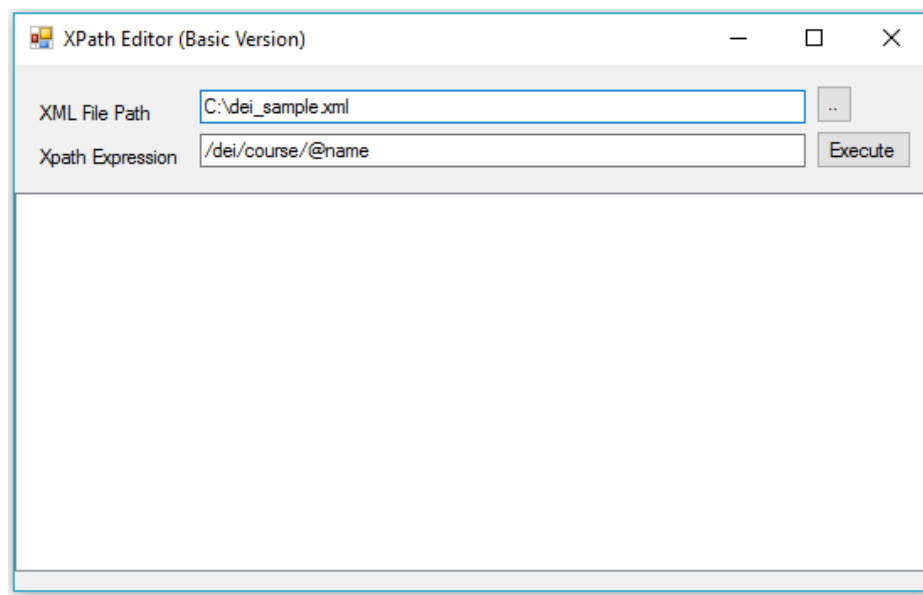 XPath Editor (Basic Version)
XML File Path C:\dei_sample.xml ..
Xpath Expression /dei/course/@name Execute